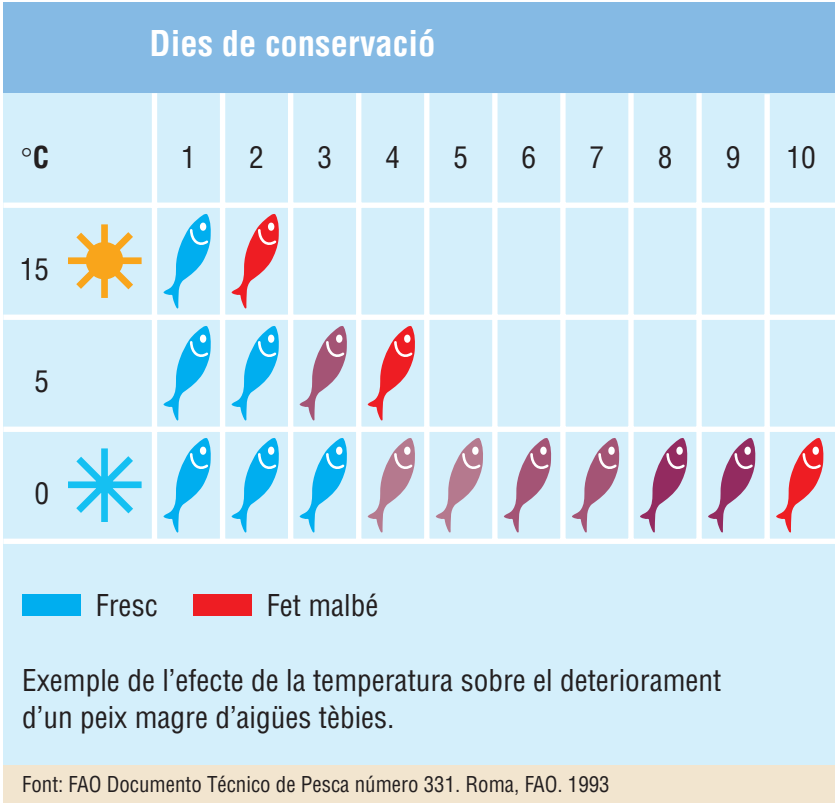 Dies de conservació
°C 1 2 3 4 5 6 7 8 9 10
15
5
0
Fresc Fet malbé
Exemple de l’efecte de la temperatura sobre el deteriorament
d’un peix magre d’aigües tèbies.
Font: FAO Documento Técnico de Pesca número 331. Roma, FAO. 1993